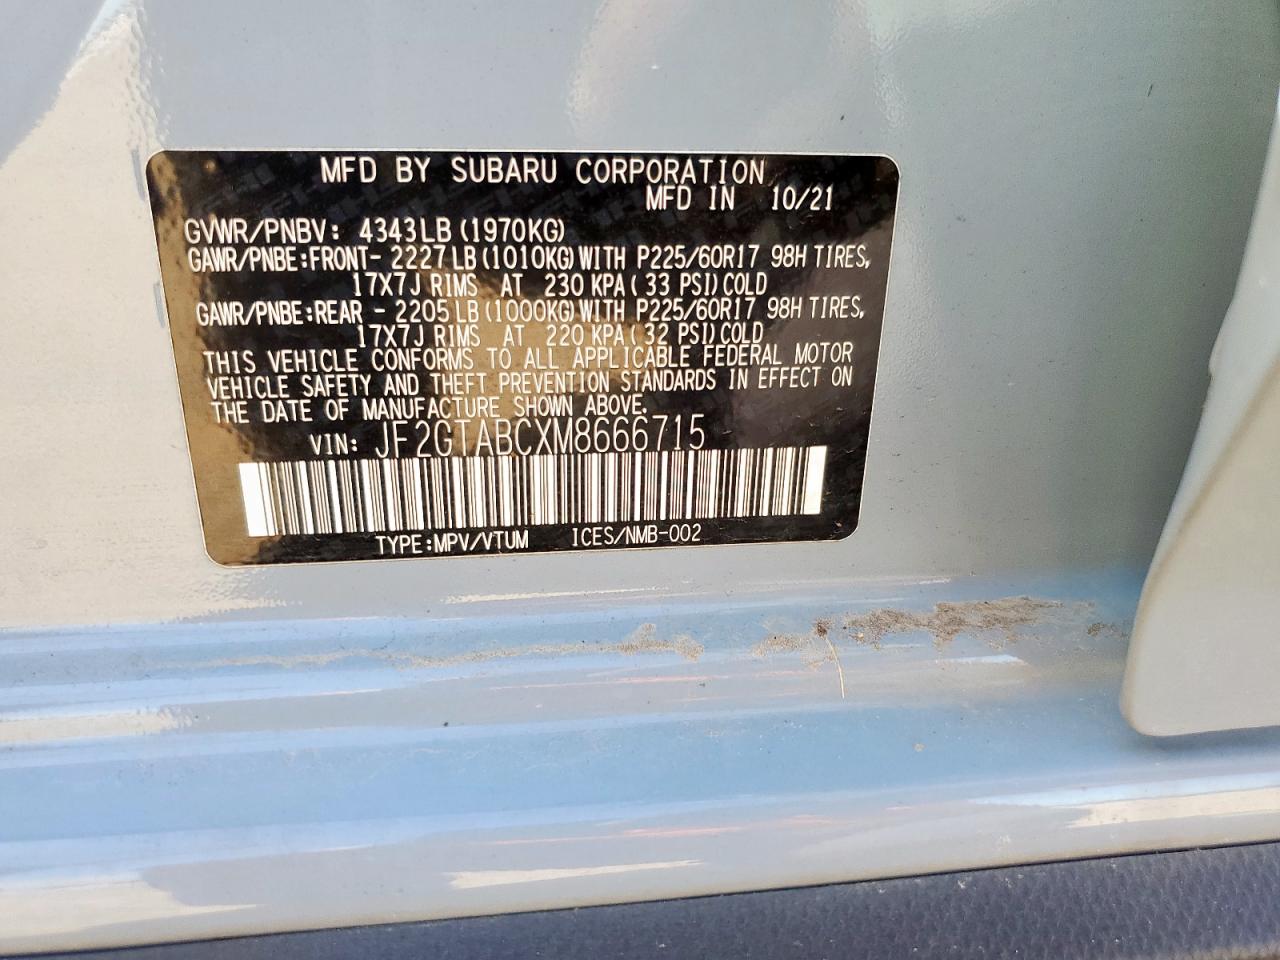 MFD BY SUBARU CORPORATION
MFD IN 10/21
GVWR/PNBV: 4343LB (1970KG)
GAWR/PNBE:FRONT- 2227LB (1010KG) WITH P225/60R17 98H TIRES,
17X7J RIMS AT 230 KPA ( 33 PSI) COLD
GAWR/PNBE:REAR - 2205LB (1000KG) WITH P225/60R17 98H TIRES,
17X7J RIMS AT 220 KPA ( 32 PSI) COLD
THIS VEHICLE CONFORMS TO ALL APPLICABLE FEDERAL MOTOR
VEHICLE SAFETY AND THEFT PREVENTION STANDARDS IN EFFECT ON
THE DATE OF MANUFACTURE SHOWN ABOVE.
VIN: JF2GTABCXM8666715
TYPE:MPV/VTUM ICES/NMB-002